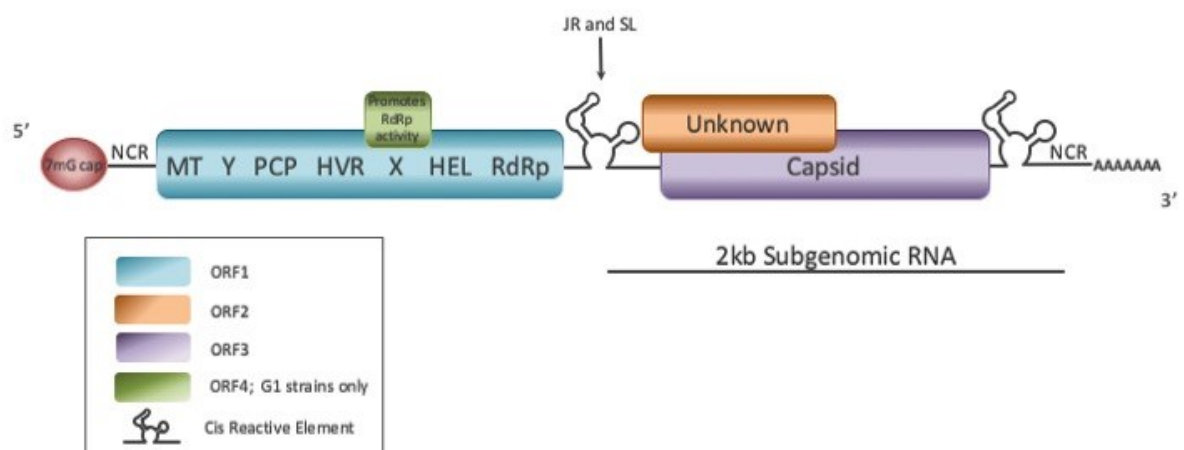 JR and SL
5’
7mG cap
NCR
Promotes
RdRp
activity
MT Y PCP HVR X HEL RdRp
Unknown
Capsid
NCR
AAAAAAA
3’
2kb Subgenomic RNA
ORF1
ORF2
ORF3
ORF4; G1 strains only
Cis Reactive Element